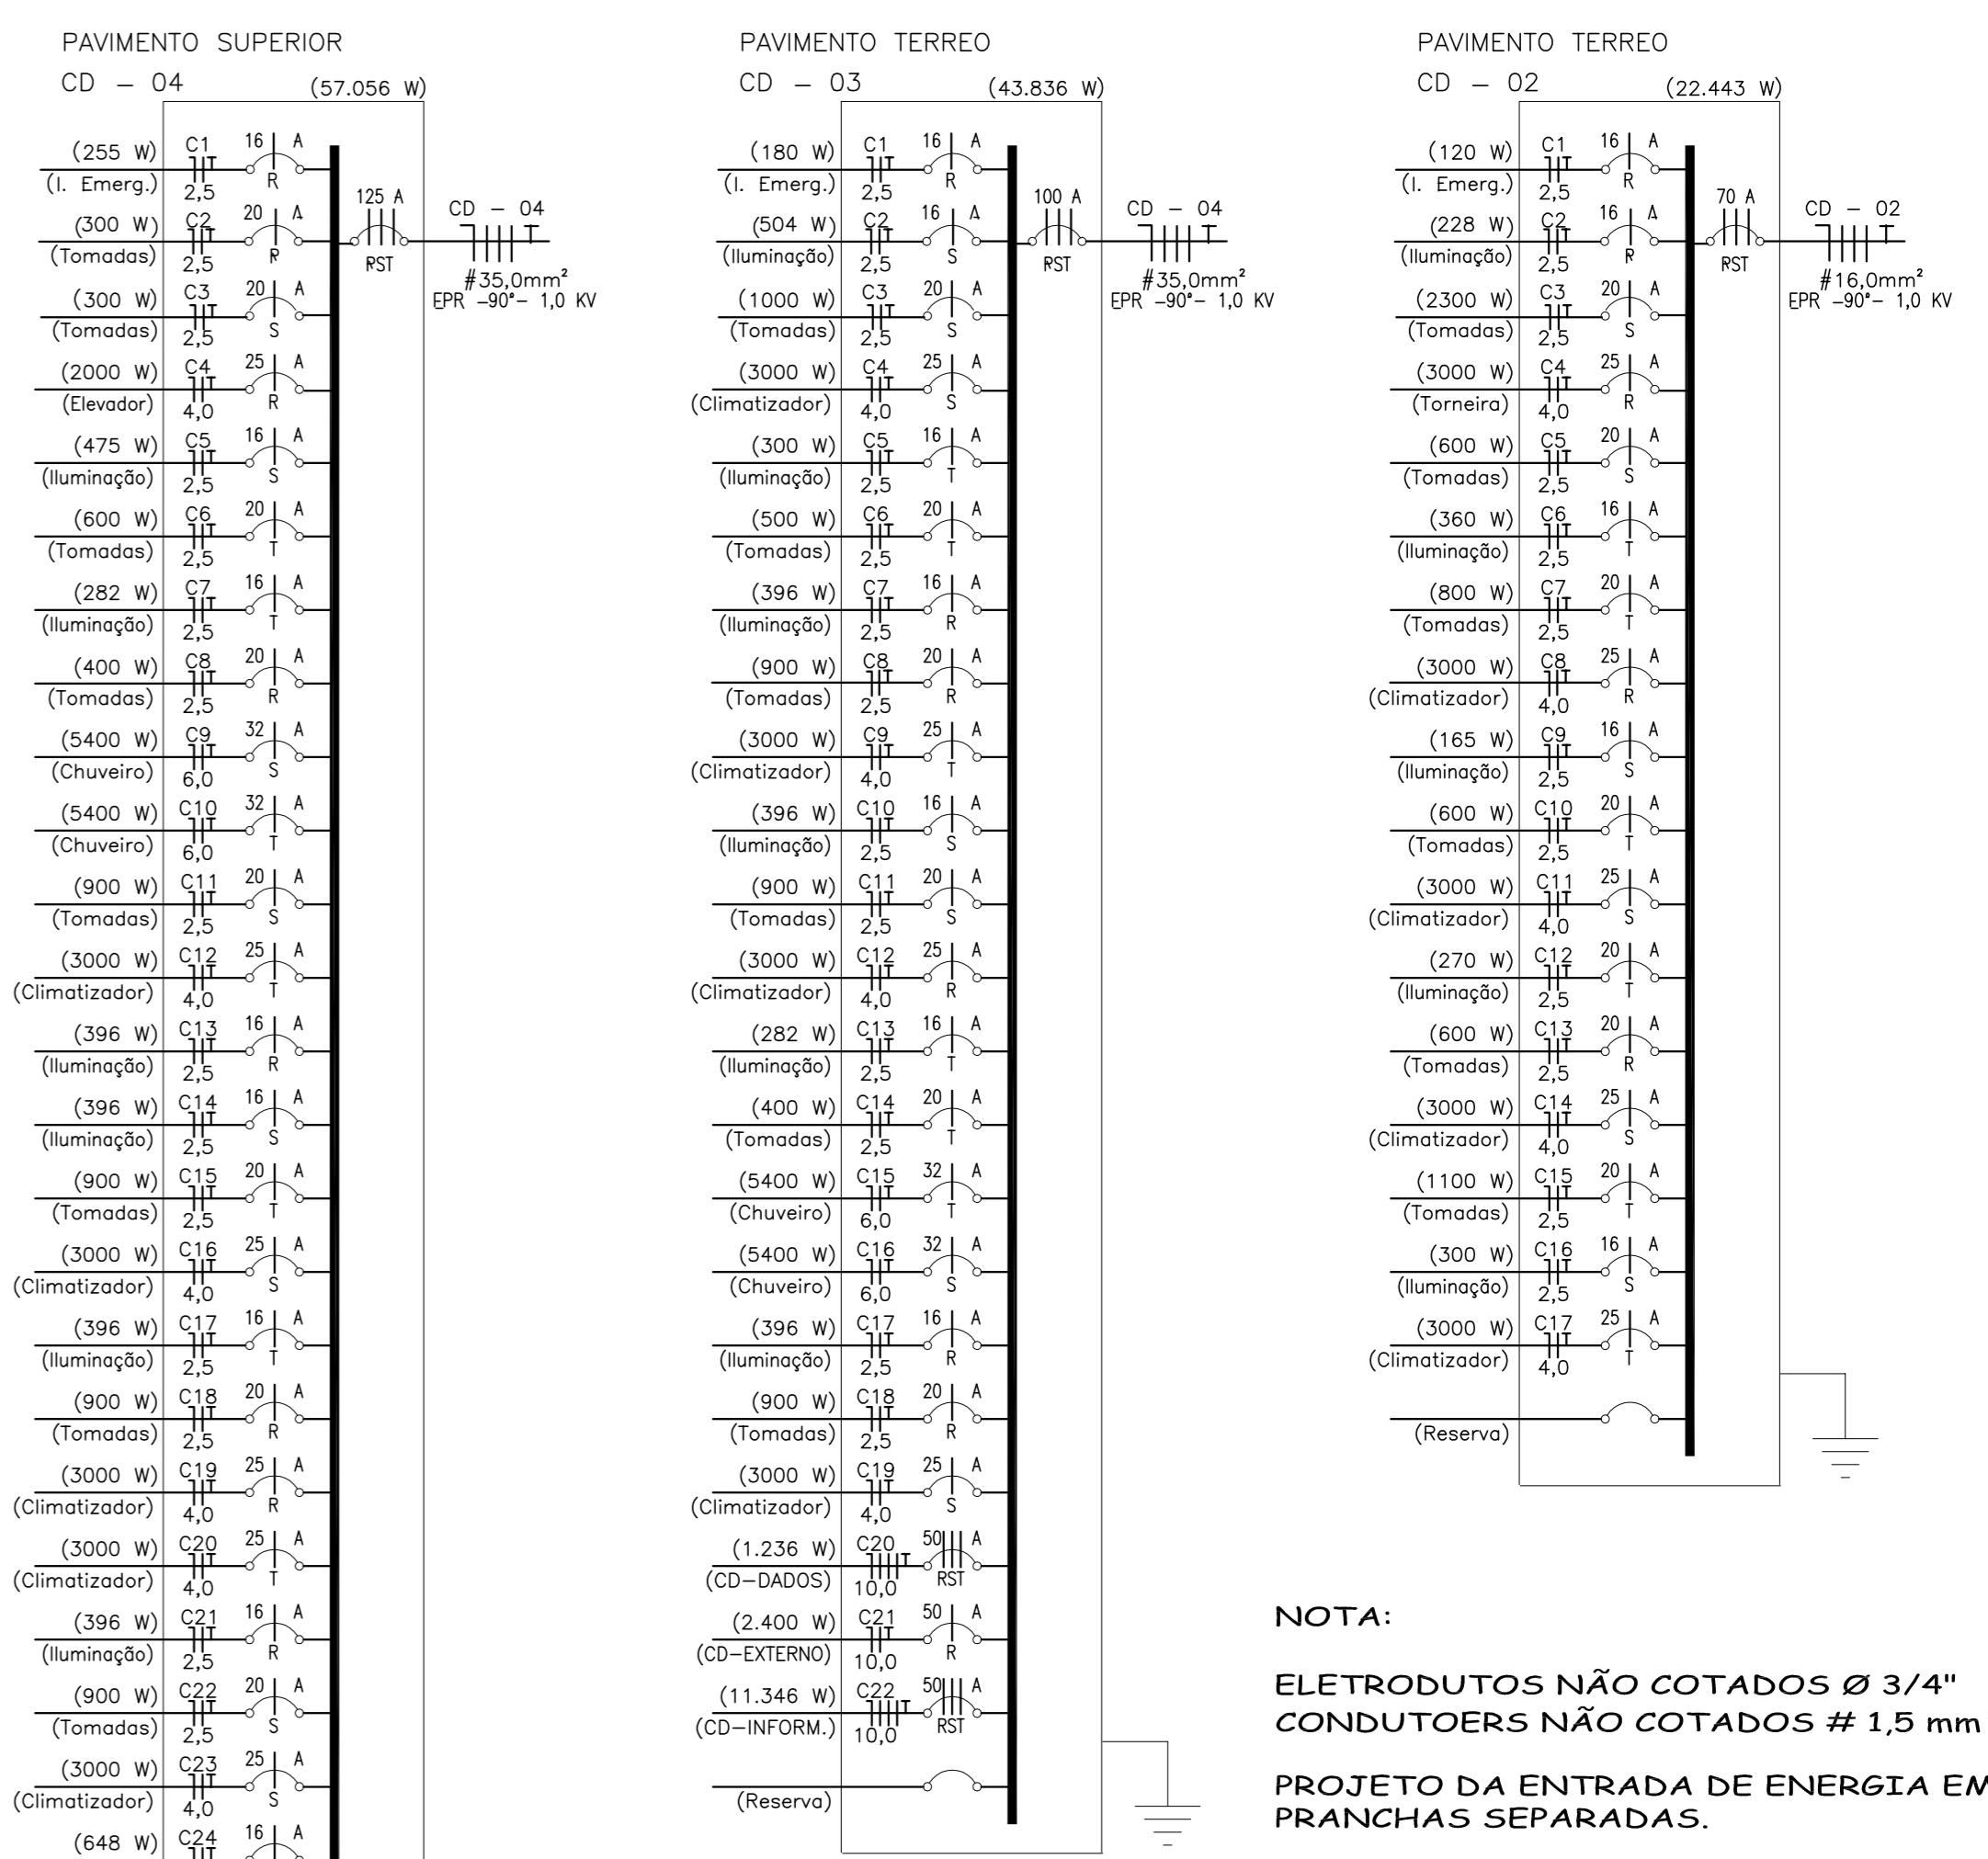 PAVIMENTO SUPERIOR
CD – 04
(57.056 W)
(255 W) C1 16 A
(I. Emerg.) 2,5 R
(300 W) C2 20 A
(Tomadas) 2,5 R
(300 W) C3 20 A
(Tomadas) 2,5 S
(2000 W) C4 25 A
(Elevador) 4,0 R
(475 W) C5 16 A
(Iluminação) 2,5 S
(600 W) C6 20 A
(Tomadas) 2,5 T
(282 W) C7 16 A
(Iluminação) 2,5 T
(400 W) C8 20 A
(Tomadas) 2,5 R
(5400 W) C9 32 A
(Chuveiro) 6,0 S
(5400 W) C10 32 A
(Chuveiro) 6,0 T
(900 W) C11 20 A
(Tomadas) 2,5 S
(3000 W) C12 25 A
(Climatizador) 4,0 T
(396 W) C13 16 A
(Iluminação) 2,5 R
(396 W) C14 16 A
(Iluminação) 2,5 S
(900 W) C15 20 A
(Tomadas) 2,5 T
(3000 W) C16 25 A
(Climatizador) 4,0 S
(396 W) C17 16 A
(Iluminação) 2,5 T
(900 W) C18 20 A
(Tomadas) 2,5 R
(3000 W) C19 25 A
(Climatizador) 4,0 R
(3000 W) C20 25 A
(Climatizador) 4,0 T
(396 W) C21 16 A
(Iluminação) 2,5 R
(900 W) C22 20 A
(Tomadas) 2,5 S
(3000 W) C23 25 A
(Climatizador) 4,0 S
(648 W) C24 16 A
125 A
RST
CD – 04
#35,0mm²
EPR –90°– 1,0 KV
PAVIMENTO TERREO
CD – 03
(43.836 W)
(180 W) C1 16 A
(I. Emerg.) 2,5 R
(504 W) C2 16 A
(Iluminação) 2,5 S
(1000 W) C3 20 A
(Tomadas) 2,5 S
(3000 W) C4 25 A
(Climatizador) 4,0 S
(300 W) C5 16 A
(Iluminação) 2,5 T
(500 W) C6 20 A
(Tomadas) 2,5 T
(396 W) C7 16 A
(Iluminação) 2,5 R
(900 W) C8 20 A
(Tomadas) 2,5 R
(3000 W) C9 25 A
(Climatizador) 4,0 T
(396 W) C10 16 A
(Iluminação) 2,5 S
(900 W) C11 20 A
(Tomadas) 2,5 S
(3000 W) C12 25 A
(Climatizador) 4,0 R
(282 W) C13 16 A
(Iluminação) 2,5 T
(400 W) C14 20 A
(Tomadas) 2,5 T
(5400 W) C15 32 A
(Chuveiro) 6,0 T
(5400 W) C16 32 A
(Chuveiro) 6,0 S
(396 W) C17 16 A
(Iluminação) 2,5 R
(900 W) C18 20 A
(Tomadas) 2,5 R
(3000 W) C19 25 A
(Climatizador) 4,0 S
(1.236 W) C20 50 A
(CD–DADOS) 10,0 RST
(2.400 W) C21 50 A
(CD–EXTERNO) 10,0 R
(11.346 W) C22 50 A
(CD–INFORM.) 10,0 RST
(Reserva)
100 A
RST
CD – 04
#35,0mm²
EPR –90°– 1,0 KV
PAVIMENTO TERREO
CD – 02
(22.443 W)
(120 W) C1 16 A
(I. Emerg.) 2,5 R
(228 W) C2 16 A
(Iluminação) 2,5 R
(2300 W) C3 20 A
(Tomadas) 2,5 S
(3000 W) C4 25 A
(Torneira) 4,0 R
(600 W) C5 20 A
(Tomadas) 2,5 S
(360 W) C6 16 A
(Iluminação) 2,5 T
(800 W) C7 20 A
(Tomadas) 2,5 T
(3000 W) C8 25 A
(Climatizador) 4,0 R
(165 W) C9 16 A
(Iluminação) 2,5 S
(600 W) C10 20 A
(Tomadas) 2,5 T
(3000 W) C11 25 A
(Climatizador) 4,0 S
(270 W) C12 20 A
(Iluminação) 2,5 T
(600 W) C13 20 A
(Tomadas) 2,5 R
(3000 W) C14 25 A
(Climatizador) 4,0 S
(1100 W) C15 20 A
(Tomadas) 2,5 T
(300 W) C16 16 A
(Iluminação) 2,5 S
(3000 W) C17 25 A
(Climatizador) 4,0 T
(Reserva)
70 A
RST
CD – 02
#16,0mm²
EPR –90°– 1,0 KV
NOTA:
ELETRODUTOS NÃO COTADOS Ø 3/4"
CONDUTOERS NÃO COTADOS # 1,5 mm
PROJETO DA ENTRADA DE ENERGIA EM
PRANCHAS SEPARADAS.